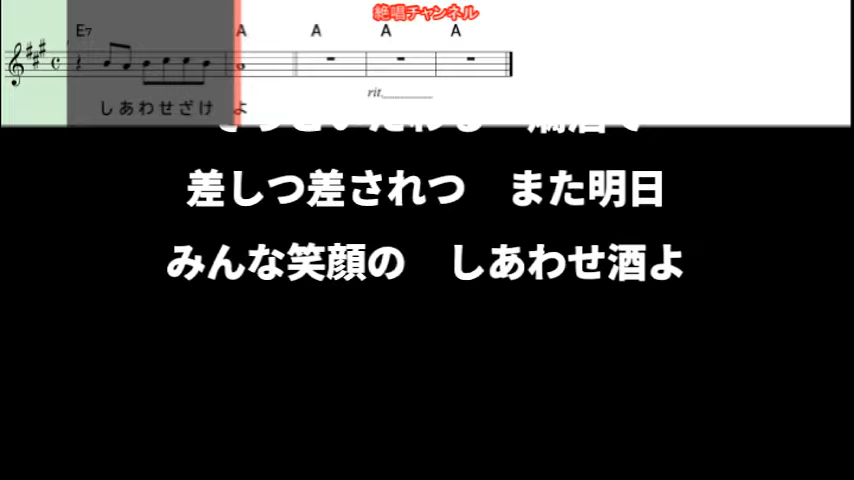 絶唱チャンネル
E7 A A A A
rit.
しあわせざけ よ
差しつ差されつ また明日
みんな笑顔の しあわせ酒よ